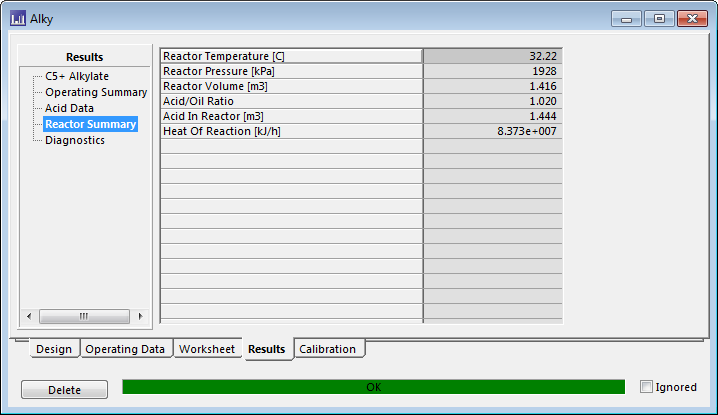 Alky
Results
C5+ Alkylate
Operating Summary
Acid Data
Reactor Summary
Diagnostics
Reactor Temperature [C] 32.22
Reactor Pressure [kPa] 1928
Reactor Volume [m3] 1.416
Acid/Oil Ratio 1.020
Acid In Reactor [m3] 1.444
Heat Of Reaction [kJ/h] 8.373e+007
Design Operating Data Worksheet Results Calibration
Delete OK Ignored